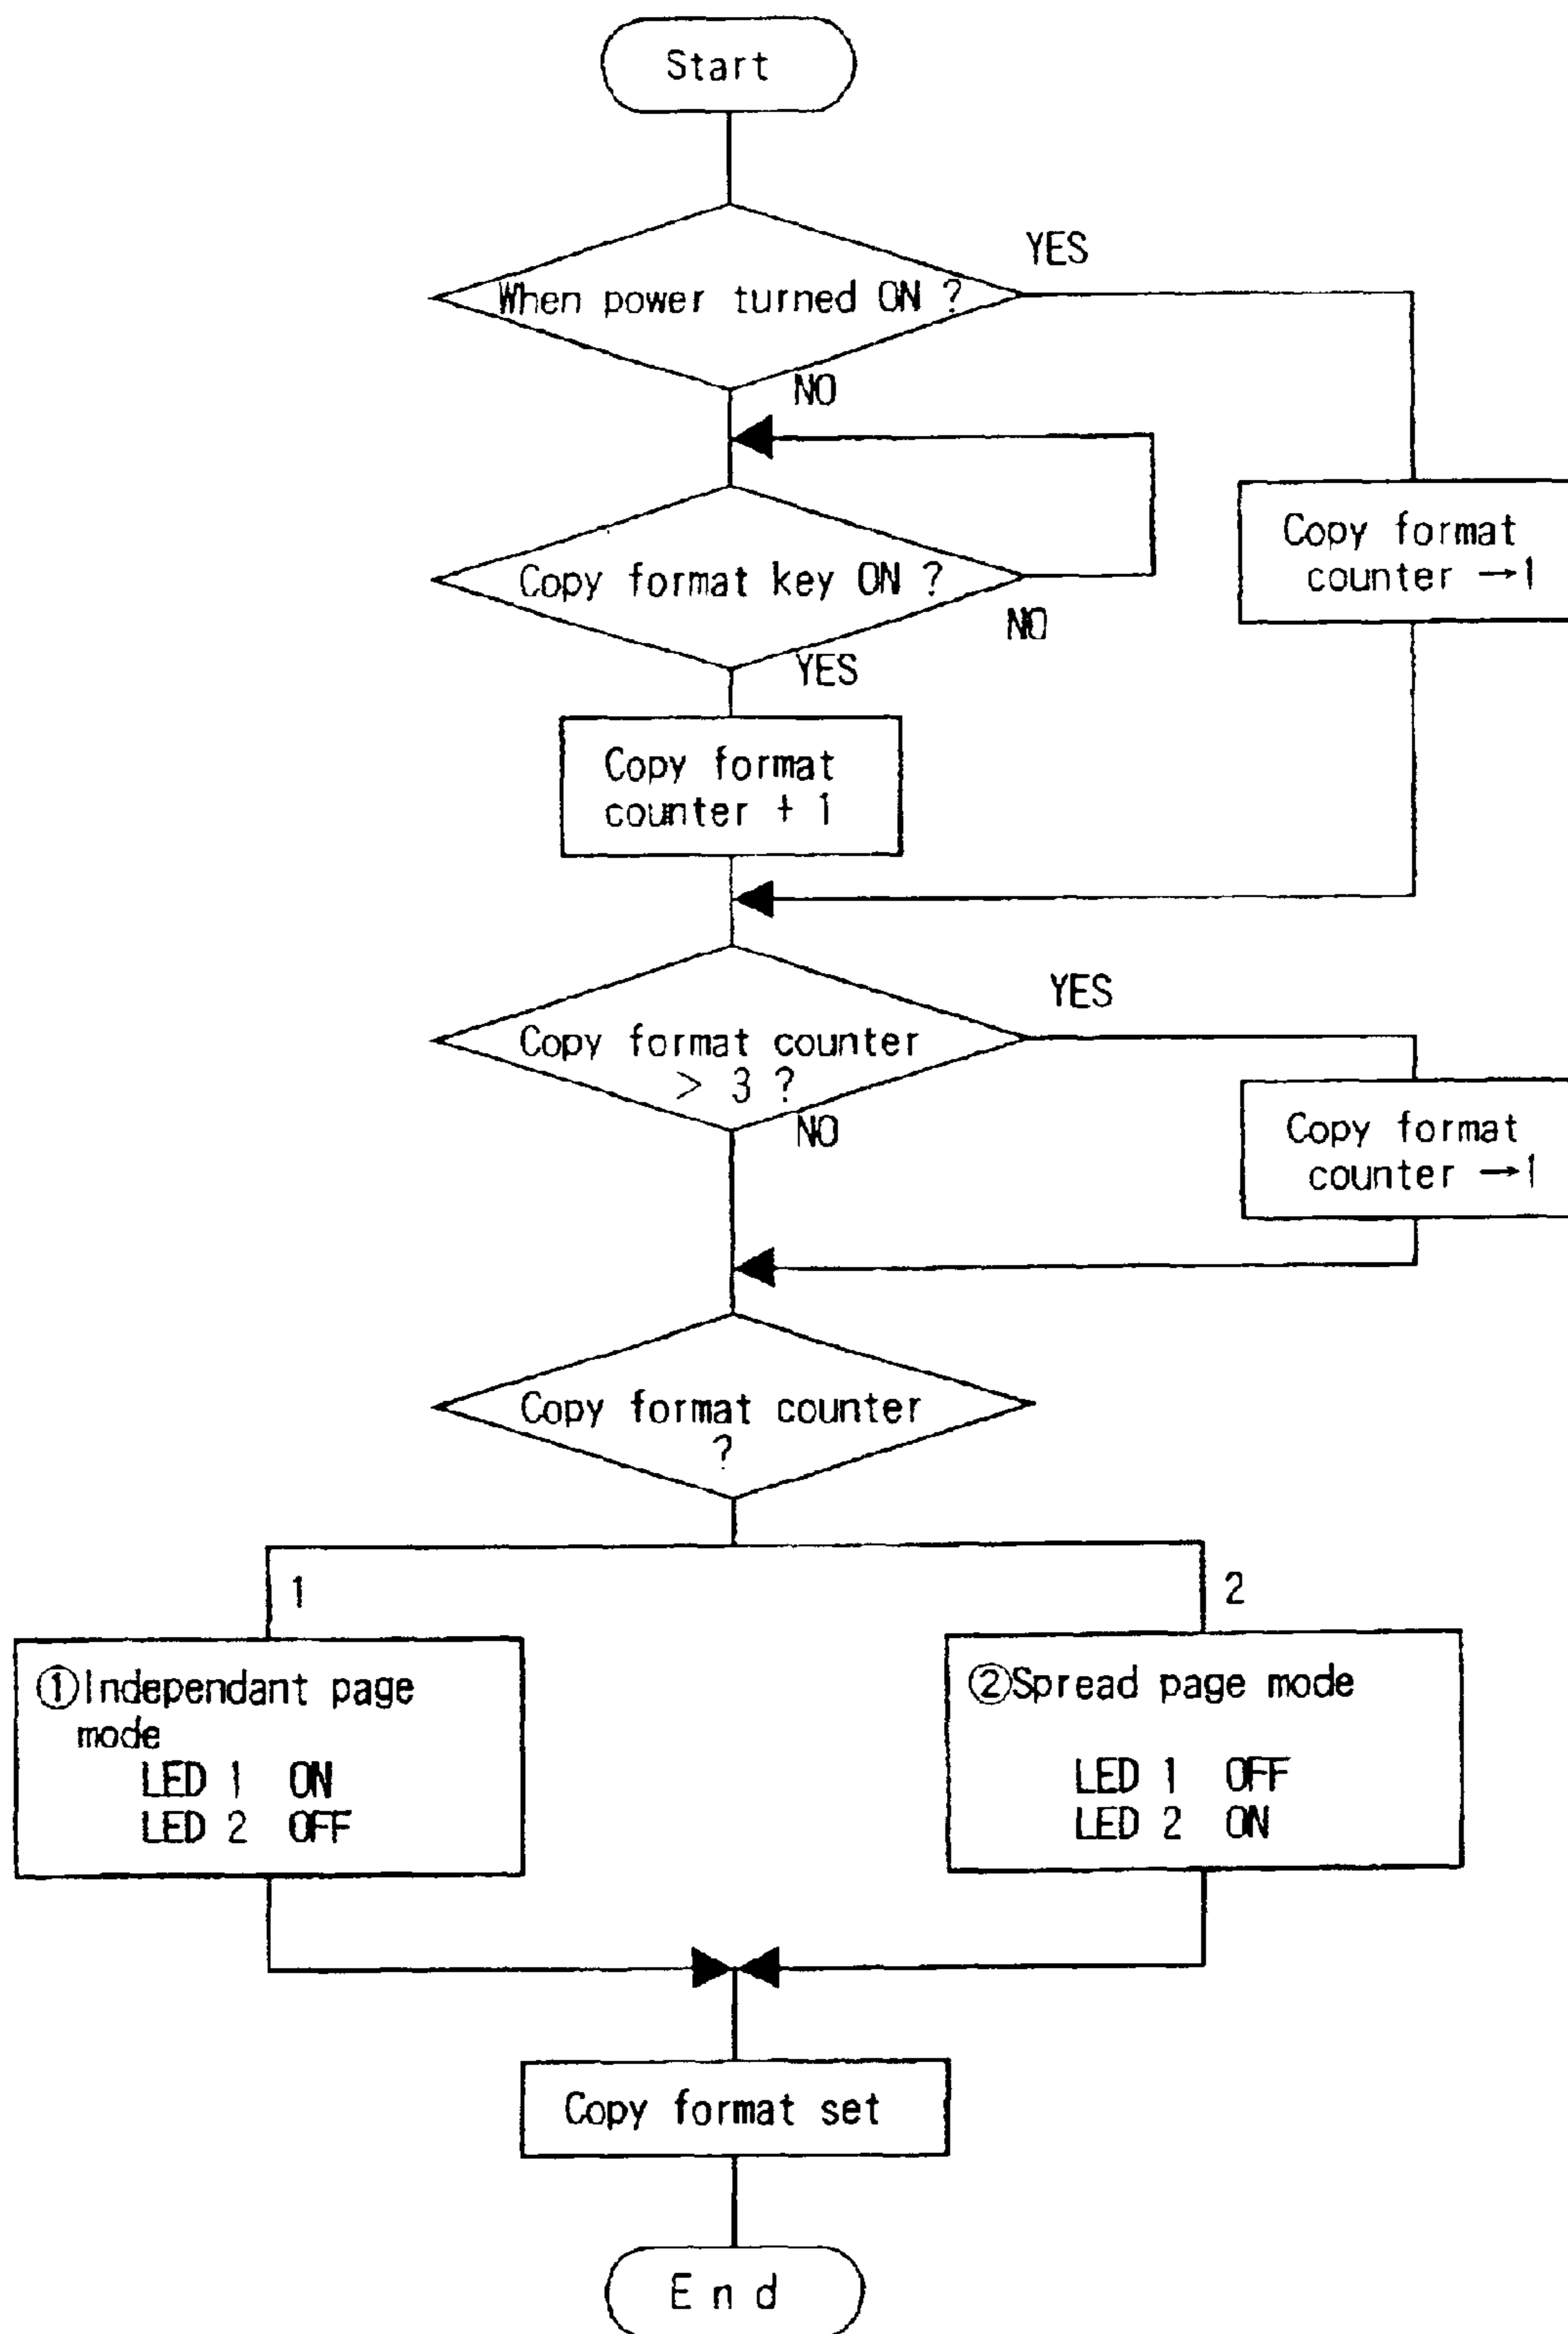 Start
YES
When power turned ON ?
NO
Copy format
counter →1
Copy format key ON ?
NO
YES
Copy format
counter + 1
YES
Copy format counter
> 3 ?
NO
Copy format
counter →1
Copy format counter
?
1
2
①Independant page
mode
LED 1 ON
LED 2 OFF
②Spread page mode
LED 1 OFF
LED 2 ON
Copy format set
End